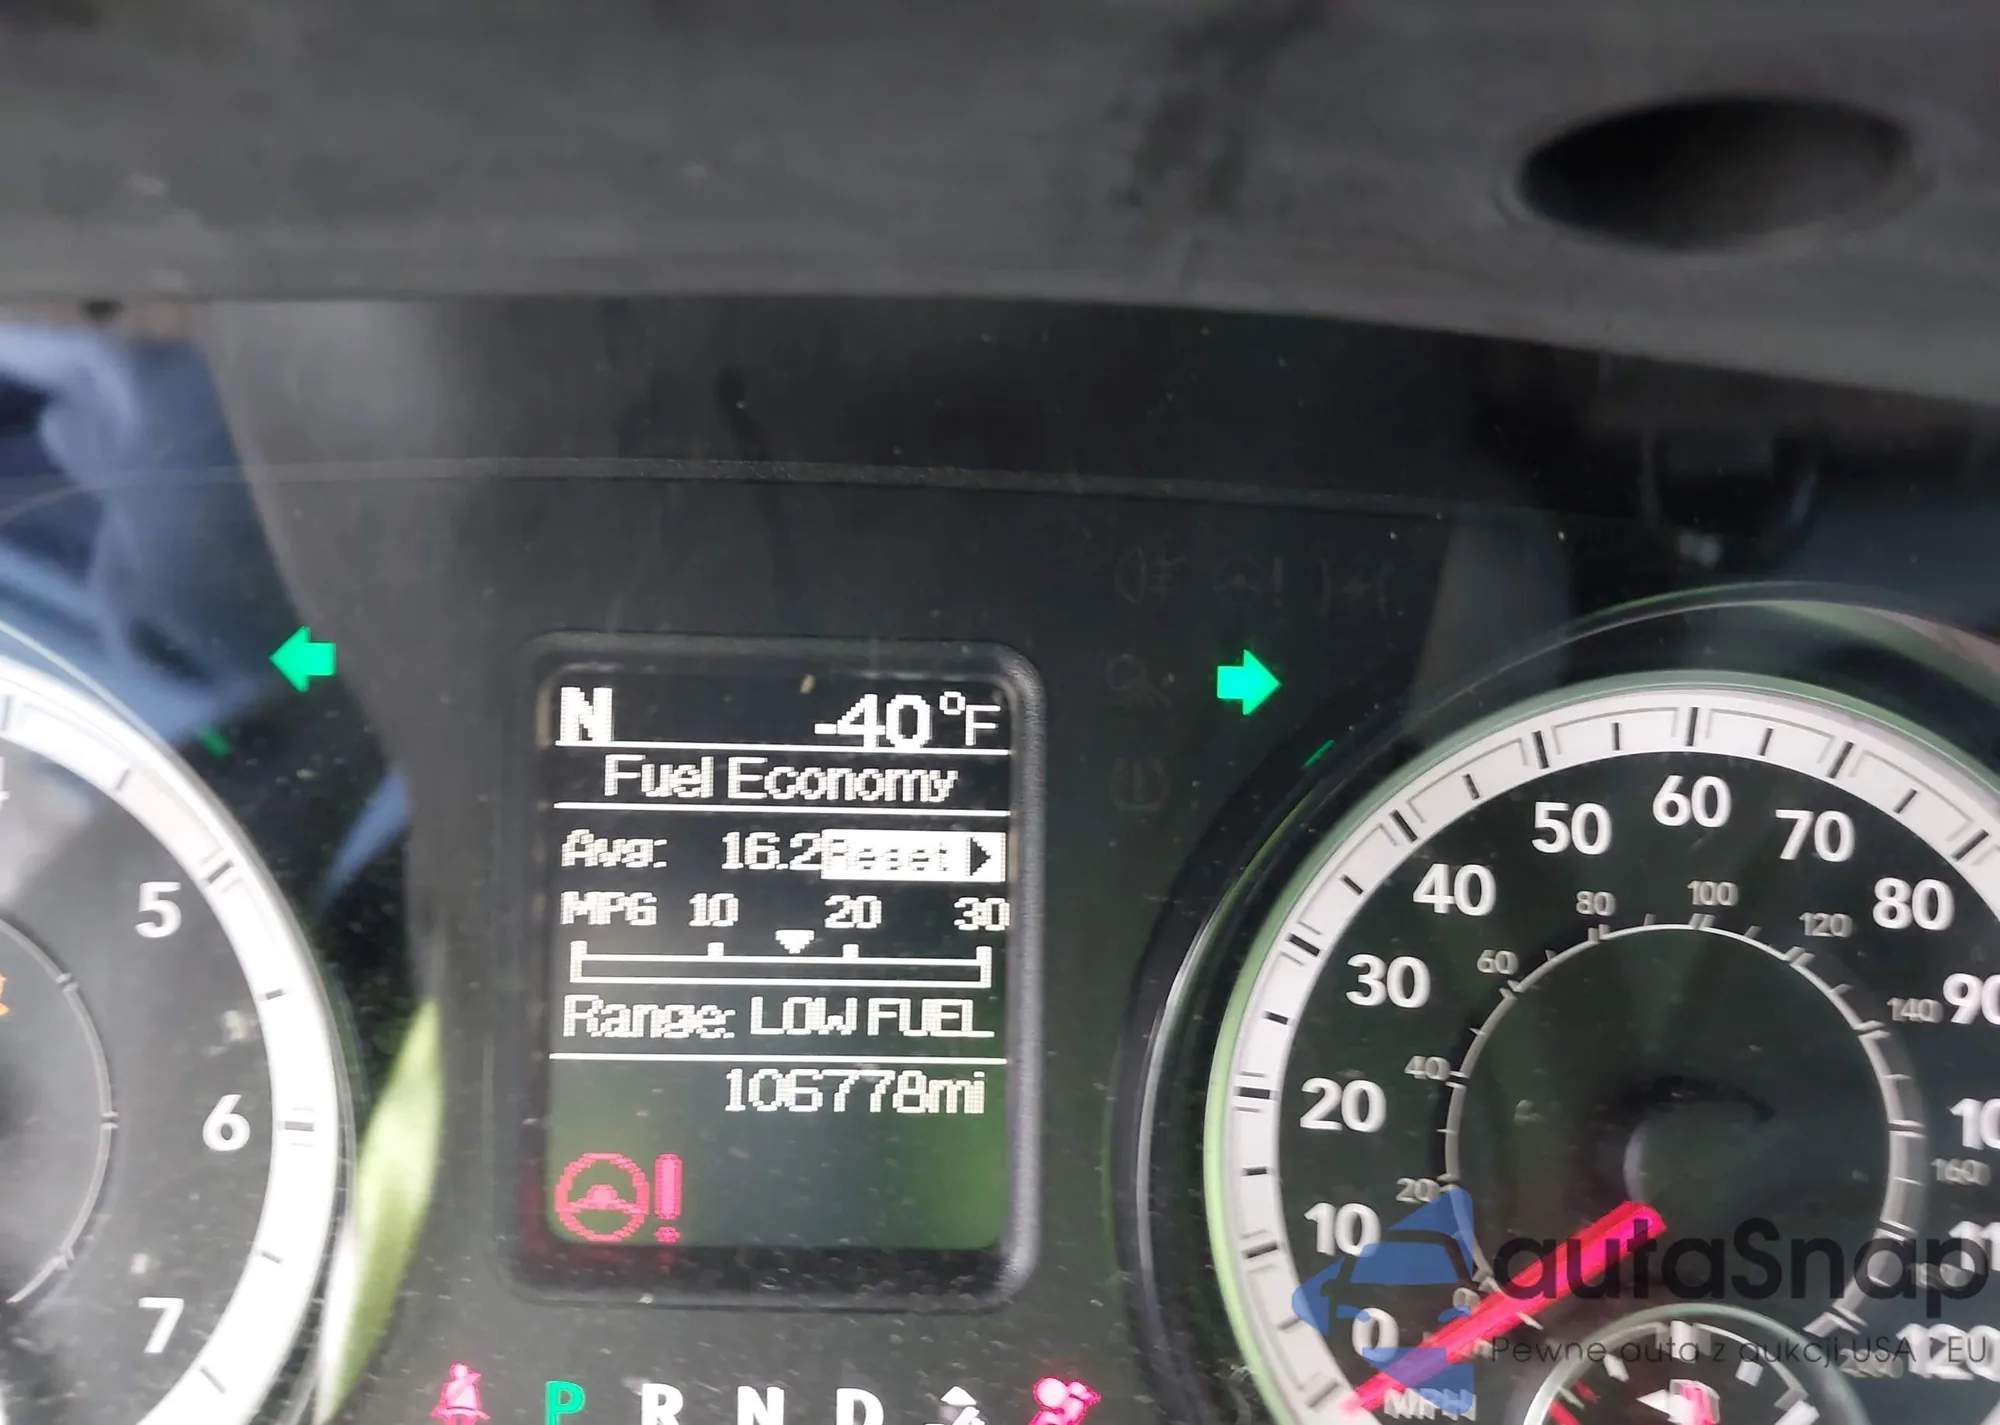 N -40°F
Fuel Economy
Avg: 16.2 Reset
MPG 10 20 30
Range: LOW FUEL
106778mi
P R N D
5
6
7
0 10 20 30 40 50 60 70 80 90
120
20 40 60 80 100 120 140 160
MPH
autaSnap
Pewne auta z aukcji USA i EU